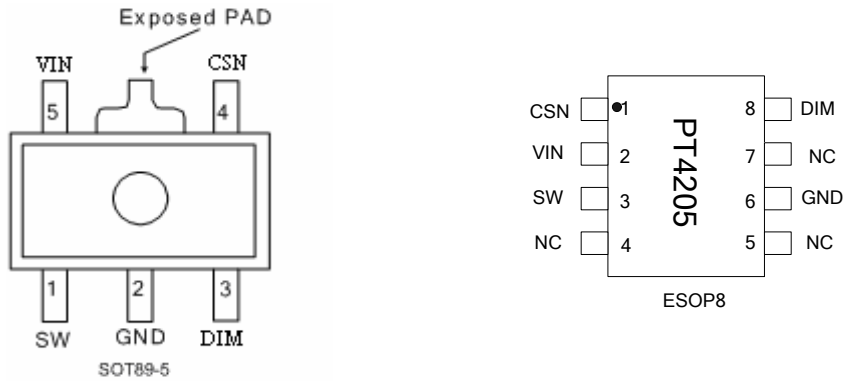 Exposed PAD
VIN
CSN
5
4
1
2
3
SW
GND
DIM
SOT89-5
CSN
1
8
DIM
VIN
2
7
NC
SW
3
6
GND
NC
4
5
NC
PT4205
ESOP8